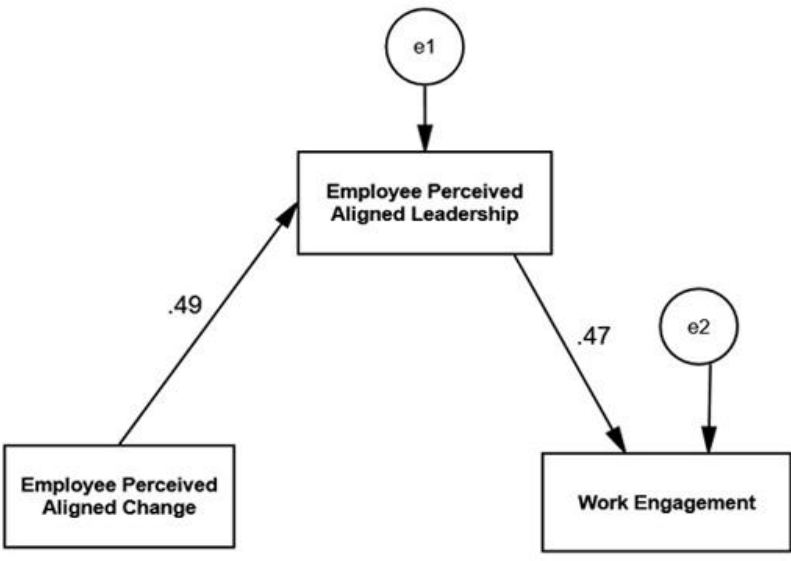 e1
Employee Perceived
Aligned Leadership
.49
.47
e2
Employee Perceived
Aligned Change
Work Engagement